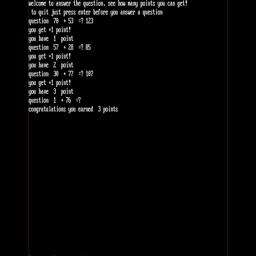 welcome to answer the question, see how many points you can get!
to quit just press enter before you answer a question
question 70 + 53 =? 123
you get +1 point!
you have 1 point
question 57 + 28 =? 85
you get +1 point!
you have 2 point
question 30 + 77 =? 107
you get +1 point!
you have 3 point
question 1 + 76 =?
congratulations you earned 3 points